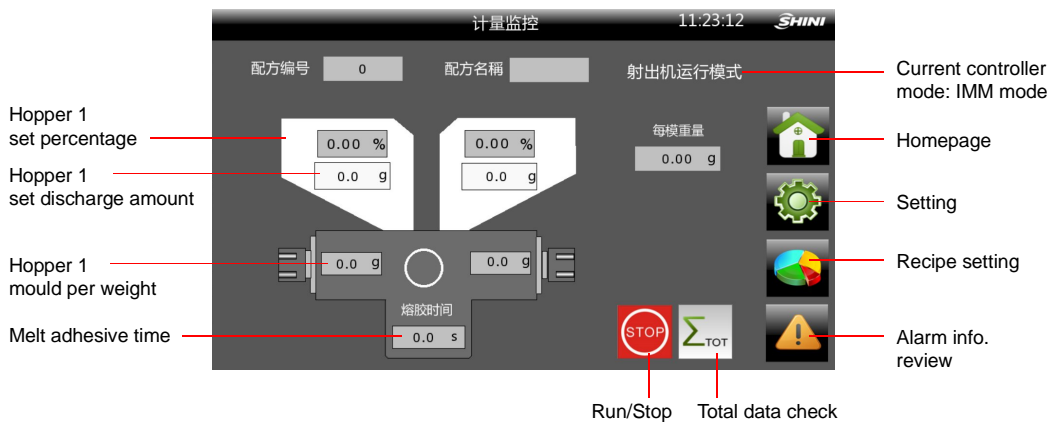 计量监控 11:23:12 SHINI
配方编号 0 配方名稱 射出机运行模式
Current controller
mode: IMM mode
Hopper 1
set percentage
0.00 % 0.00 %
每模重量
0.00 g
Homepage
Hopper 1
set discharge amount
0.0 g 0.0 g
Setting
Hopper 1
mould per weight
0.0 g 0.0 g
Recipe setting
熔胶时间
Melt adhesive time
0.0 s
STOP
TOT
Alarm info.
review
Run/Stop Total data check